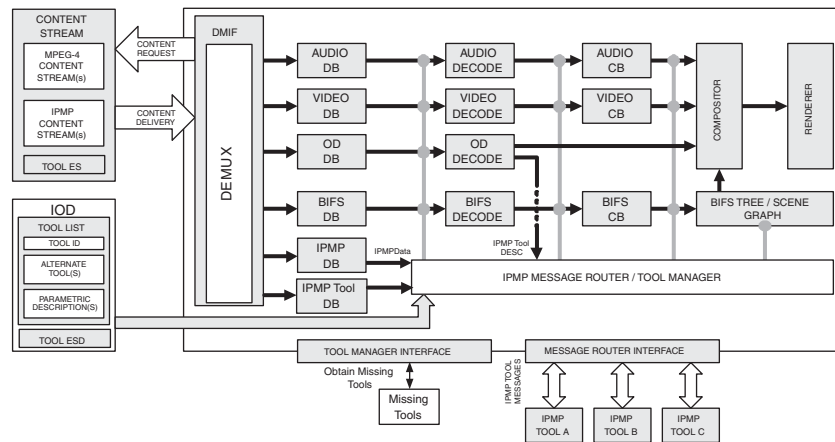 CONTENT
STREAM
MPEG-4
CONTENT
STREAM(s)
IPMP
CONTENT
STREAM(s)
TOOL ES
CONTENT
REQUEST
CONTENT
DELIVERY
IOD
TOOL LIST
TOOL ID
ALTERNATE
TOOL(S)
PARAMETRIC
DESCRIPTION(S)
TOOL ESD
DMIF
DEMUX
AUDIO
DB
AUDIO
DECODE
AUDIO
CB
VIDEO
DB
VIDEO
DECODE
VIDEO
CB
OD
DB
OD
DECODE
BIFS
DB
BIFS
DECODE
BIFS
CB
COMPOSITOR
RENDERER
BIFS TREE / SCENE
GRAPH
IPMP
DB
IPMPData
IPMP Tool
DESC
IPMP Tool
DB
IPMP MESSAGE ROUTER / TOOL MANAGER
TOOL MANAGER INTERFACE
MESSAGE ROUTER INTERFACE
Obtain Missing
Tools
Missing
Tools
IPMP TOOL
MESSAGES
IPMP
TOOL A
IPMP
TOOL B
IPMP
TOOL C